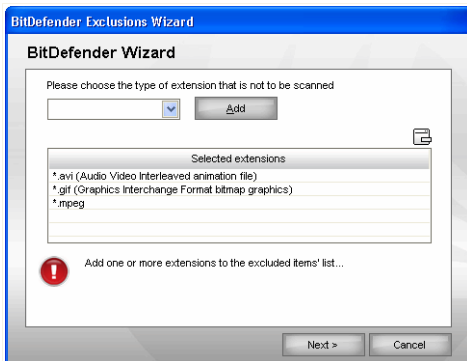 BitDefender Exclusions Wizard
BitDefender Wizard
Please choose the type of extension that is not to be scanned
Add
Selected extensions
*.avi (Audio Video Interleaved animation file)
*.gif (Graphics Interchange Format bitmap graphics)
*.mpeg
Add one or more extensions to the excluded items' list...
Next >
Cancel